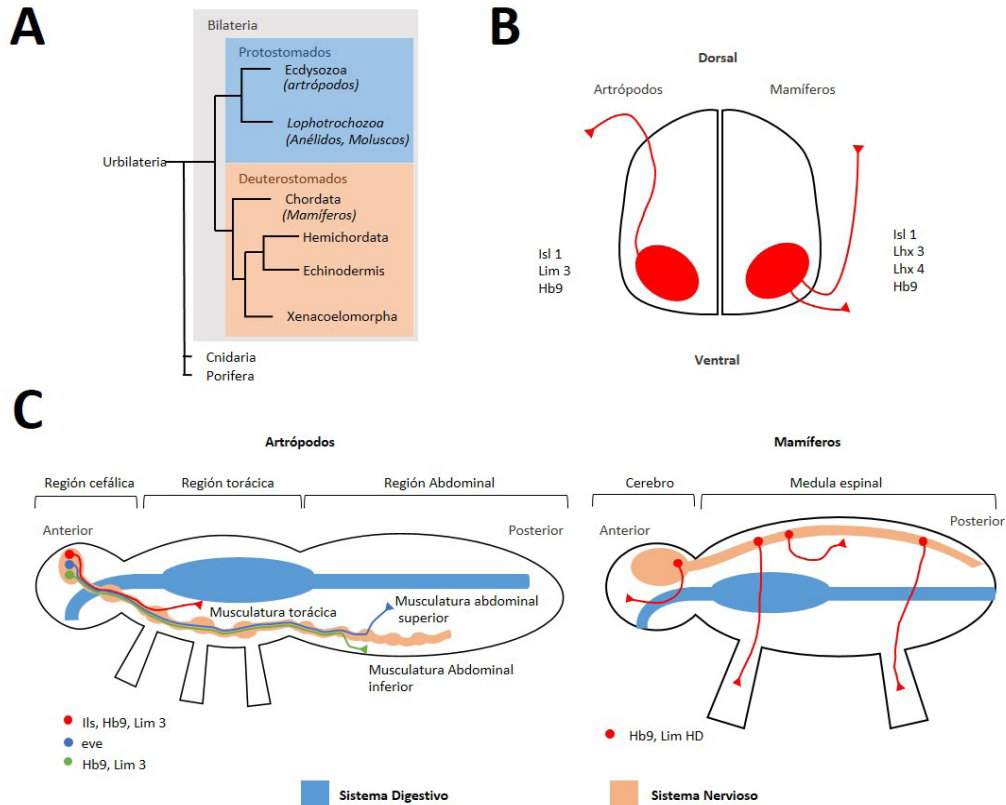 A
Bilateria
Protostomados
Ecdysozoa
(artrópodos)
Lophotrochozoa
(Anélidos, Moluscos)
Urbilateria
Deuterostomados
Chordata
(Mamíferos)
Hemichordata
Echinodermis
Xenacoelomorpha
Cnidaria
Porifera
B
Dorsal
Artrópodos
Mamíferos
Isl 1
Lim 3
Hb9
Isl 1
Lhx 3
Lhx 4
Hb9
Ventral
C
Artrópodos
Región cefálica
Región torácica
Región Abdominal
Anterior
Posterior
Musculatura torácica
Musculatura abdominal
superior
Musculatura Abdominal
inferior
Ils, Hb9, Lim 3
eve
Hb9, Lim 3
Mamíferos
Cerebro
Medula espinal
Anterior
Posterior
Hb9, Lim HD
Sistema Digestivo
Sistema Nervioso